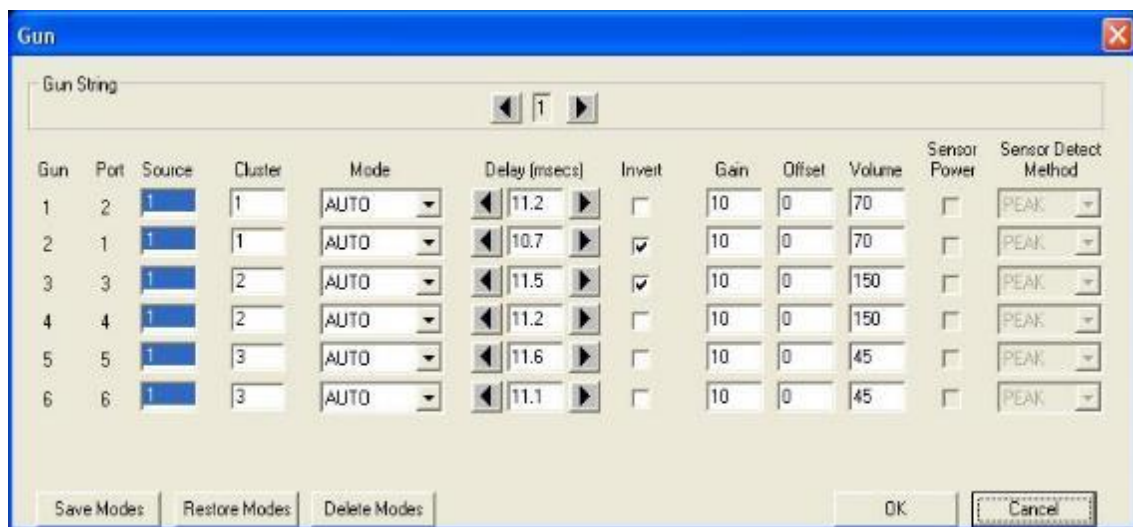 Gun
Gun String
1
Gun Port Source Cluster Mode Delay (msecs) Invert Gain Offset Volume Sensor Power Sensor Detect Method
1 2 1 1 AUTO 11.2 10 0 70 PEAK
2 1 1 1 AUTO 10.7 10 0 70 PEAK
3 3 1 2 AUTO 11.5 10 0 150 PEAK
4 4 1 2 AUTO 11.2 10 0 150 PEAK
5 5 1 3 AUTO 11.6 10 0 45 PEAK
6 6 1 3 AUTO 11.1 10 0 45 PEAK
Save Modes Restore Modes Delete Modes OK Cancel